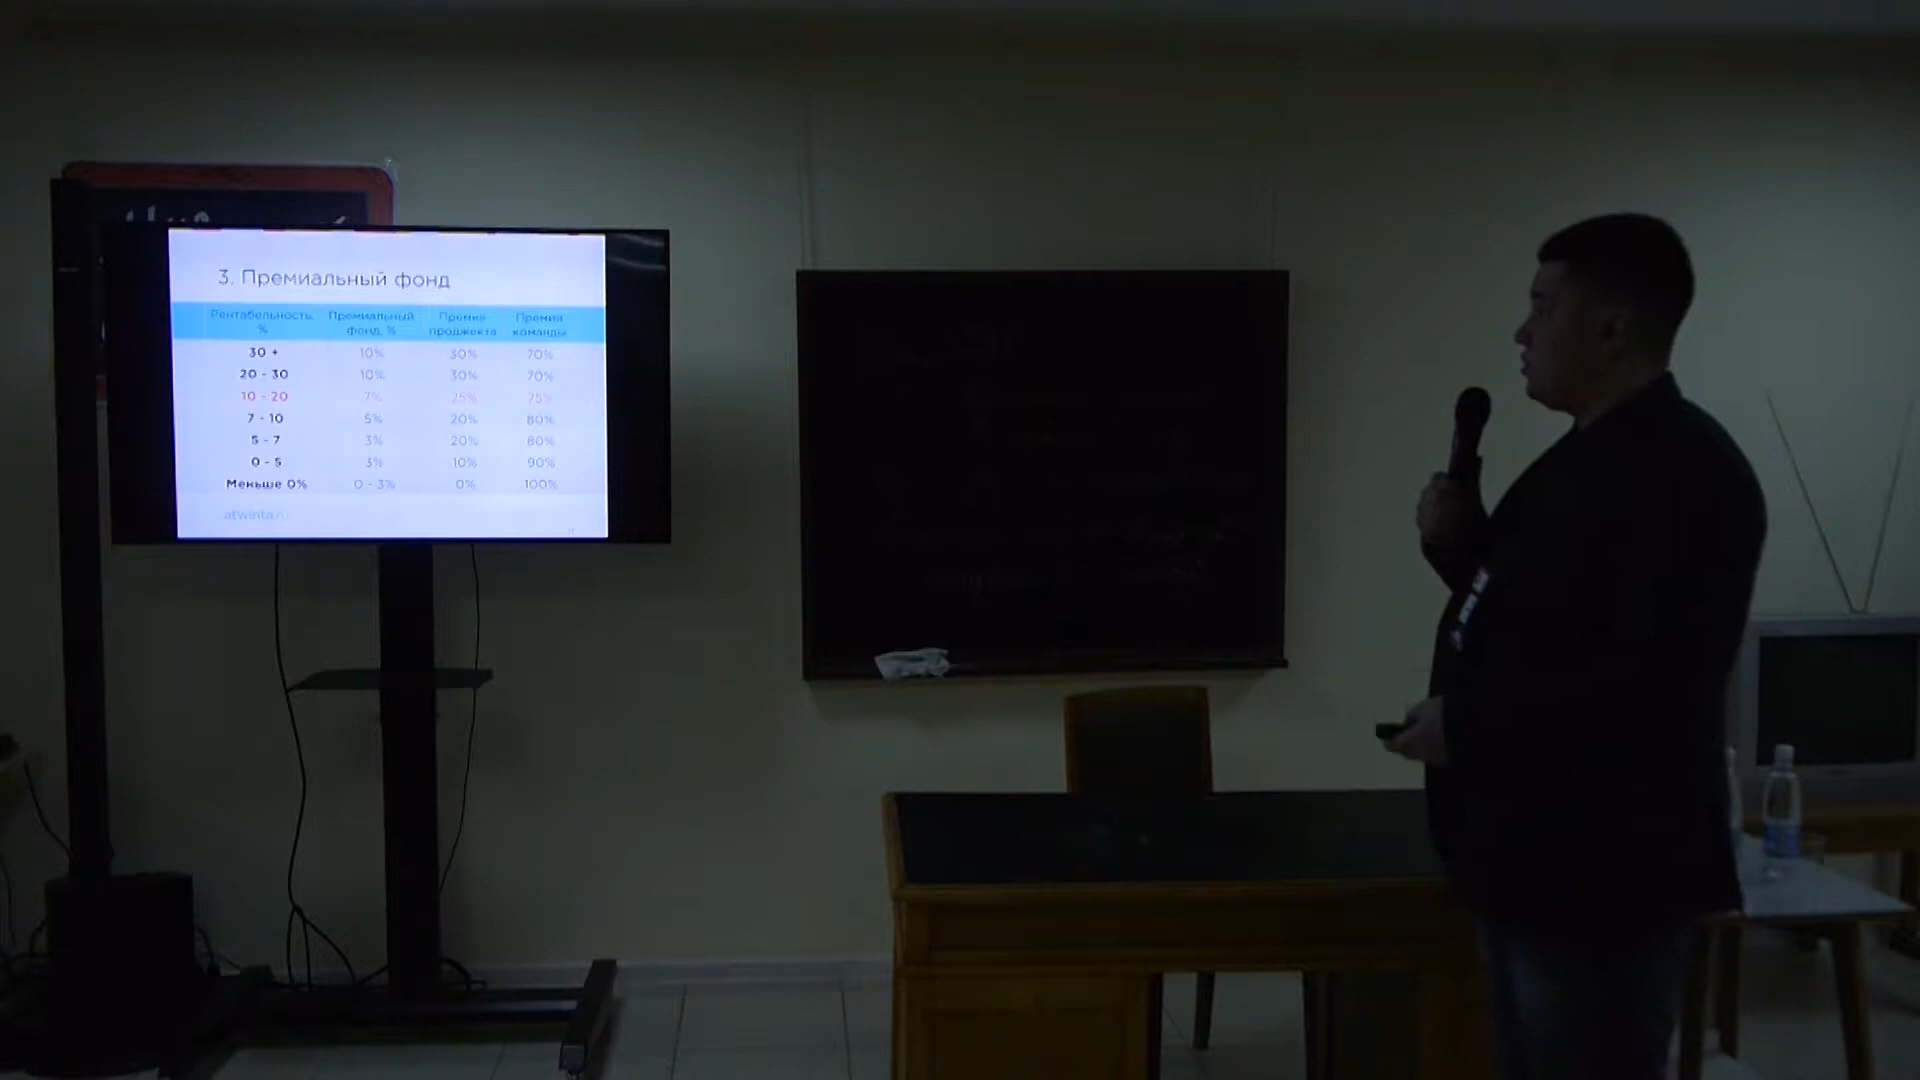 3. Премиальный фонд
Рентабельность, % Премиальный фонд, % Премия проджекта Премия команды
30 + 10% 30% 70%
20 - 30 10% 30% 70%
10 - 20 7% 25% 75%
7 - 10 5% 20% 80%
5 - 7 3% 20% 80%
0 - 5 3% 10% 90%
Меньше 0% 0 - 3% 0% 100%
atwinta.ru